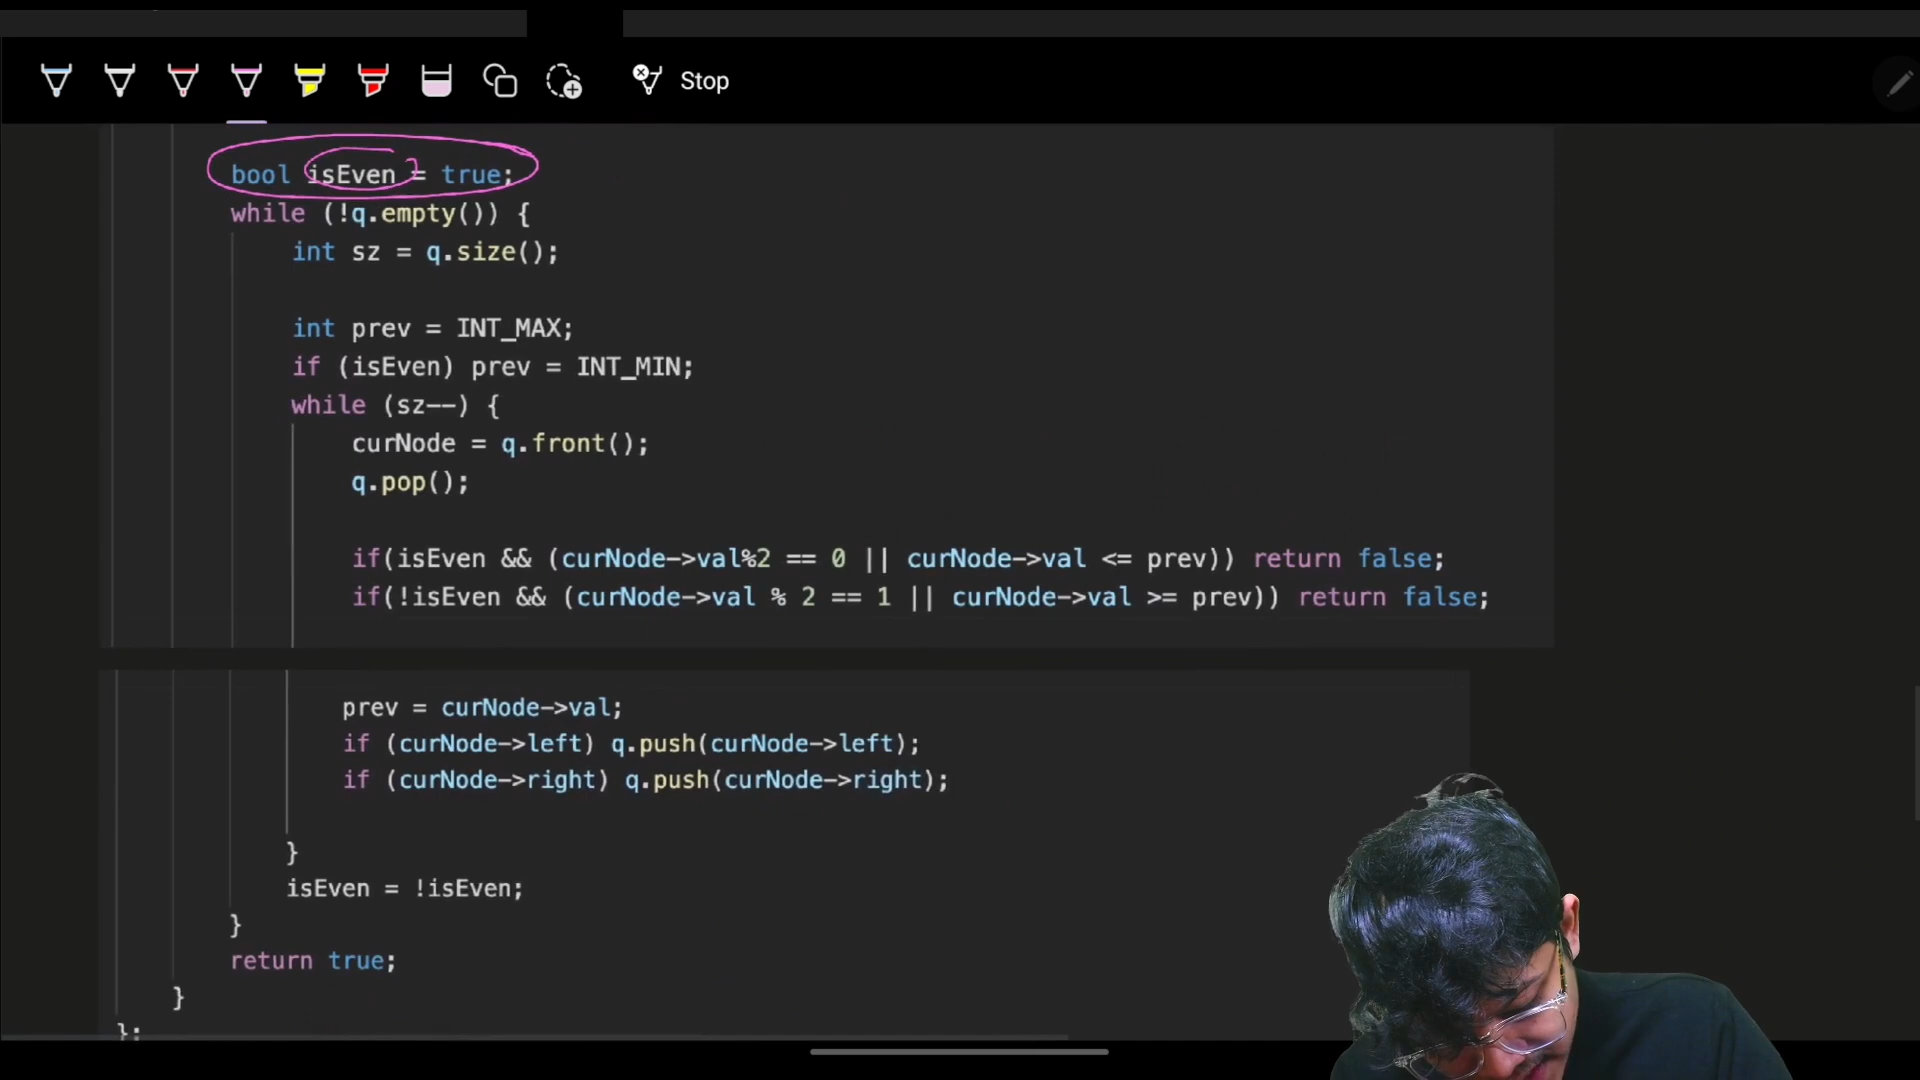 Stop
bool isEven = true;
while (!q.empty()) {
int sz = q.size();
int prev = INT_MAX;
if (isEven) prev = INT_MIN;
while (sz--) {
curNode = q.front();
q.pop();
if(isEven && (curNode->val%2 == 0 || curNode->val <= prev)) return false;
if(!isEven && (curNode->val % 2 == 1 || curNode->val >= prev)) return false;
prev = curNode->val;
if (curNode->left) q.push(curNode->left);
if (curNode->right) q.push(curNode->right);
}
isEven = !isEven;
}
return true;
}
};